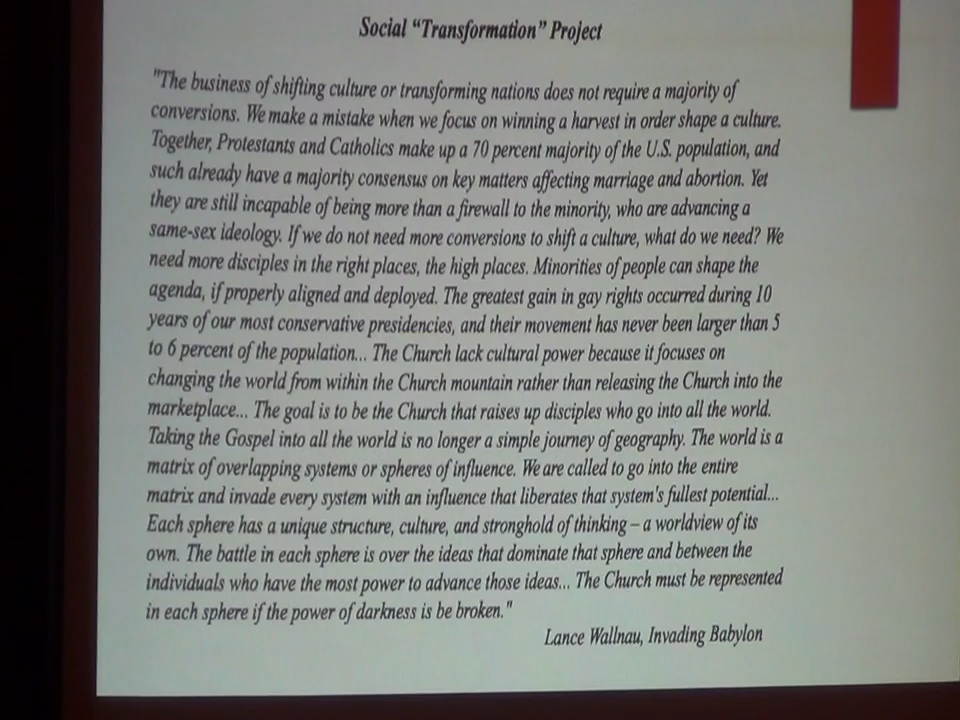 Social “Transformation” Project
"The business of shifting culture or transforming nations does not require a majority of
conversions. We make a mistake when we focus on winning a harvest in order shape a culture.
Together, Protestants and Catholics make up a 70 percent majority of the U.S. population, and
such already have a majority consensus on key matters affecting marriage and abortion. Yet
they are still incapable of being more than a firewall to the minority, who are advancing a
same-sex ideology. If we do not need more conversions to shift a culture, what do we need? We
need more disciples in the right places, the high places. Minorities of people can shape the
agenda, if properly aligned and deployed. The greatest gain in gay rights occurred during 10
years of our most conservative presidencies, and their movement has never been larger than 5
to 6 percent of the population... The Church lack cultural power because it focuses on
changing the world from within the Church mountain rather than releasing the Church into the
marketplace... The goal is to be the Church that raises up disciples who go into all the world.
Taking the Gospel into all the world is no longer a simple journey of geography. The world is a
matrix of overlapping systems or spheres of influence. We are called to go into the entire
matrix and invade every system with an influence that liberates that system's fullest potential...
Each sphere has a unique structure, culture, and stronghold of thinking – a worldview of its
own. The battle in each sphere is over the ideas that dominate that sphere and between the
individuals who have the most power to advance those ideas... The Church must be represented
in each sphere if the power of darkness is be broken."
Lance Wallnau, Invading Babylon